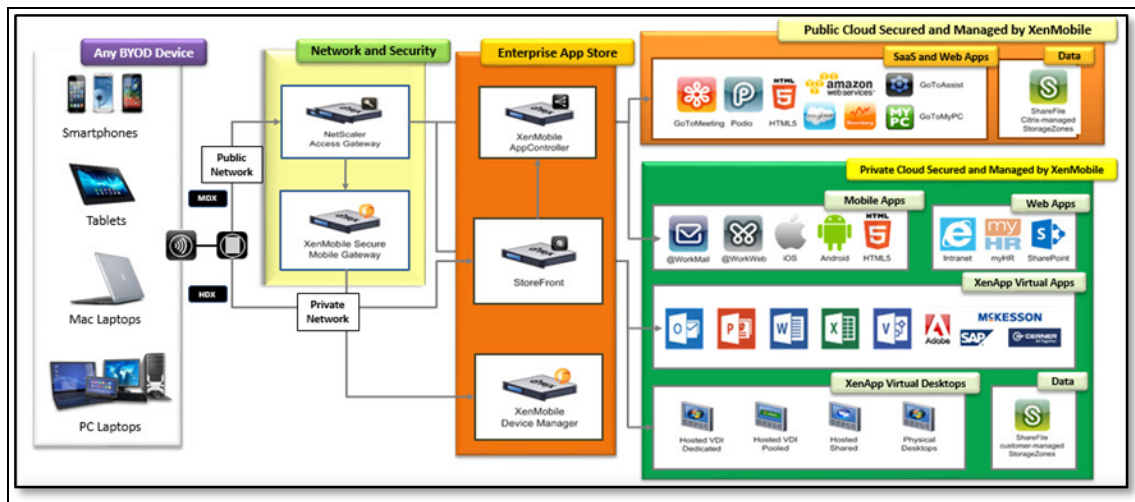 Any BYOD Device
Smartphones
Tablets
Mac Laptops
PC Laptops
MDX
HDX
Public
Network
Private
Network
Network and Security
NetScaler
Access Gateway
XenMobile Secure
Mobile Gateway
Enterprise App Store
XenMobile
AppController
StoreFront
XenMobile
Device Manager
Public Cloud Secured and Managed by XenMobile
SaaS and Web Apps
GoToMeeting
Podio
HTML
5
HTML5
amazon
web services
GoToAssist
MY
PC
GoToMyPC
Data
ShareFile
Citrix-managed
StorageZones
Private Cloud Secured and Managed by XenMobile
Mobile Apps
@WorkMail
@WorkWeb
iOS
Android
HTML
5
HTML5
Web Apps
Intranet
my
HR
myHR
S
SharePoint
XenApp Virtual Apps
O
P
W
X
V
Adobe
MCKESSON
SAP
CERNER
XenApp Virtual Desktops
Hosted VDI
Dedicated
Hosted VDI
Pooled
Hosted
Shared
Physical
Desktops
Data
ShareFile
customer-managed
StorageZones